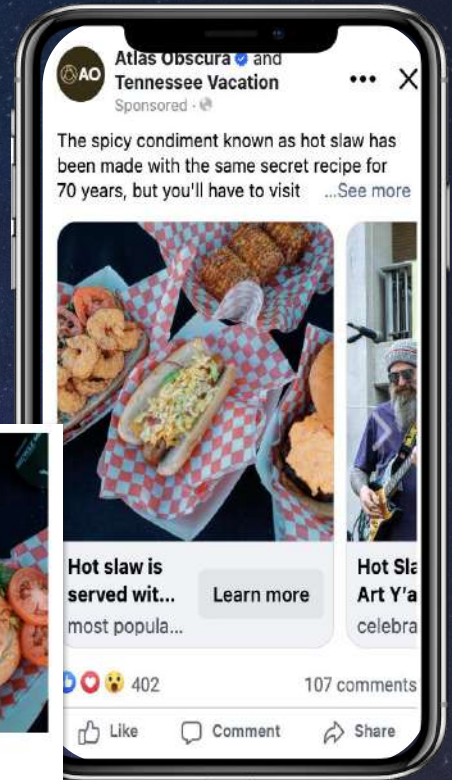 AO
Atlas Obscura and
Tennessee Vacation
Sponsored ·
The spicy condiment known as hot slaw has
been made with the same secret recipe for
70 years, but you'll have to visit ...See more
Hot slaw is
served wit...
most popula...
Learn more
Hot Sla
Art Y'a
celebra
402
107 comments
Like
Comment
Share